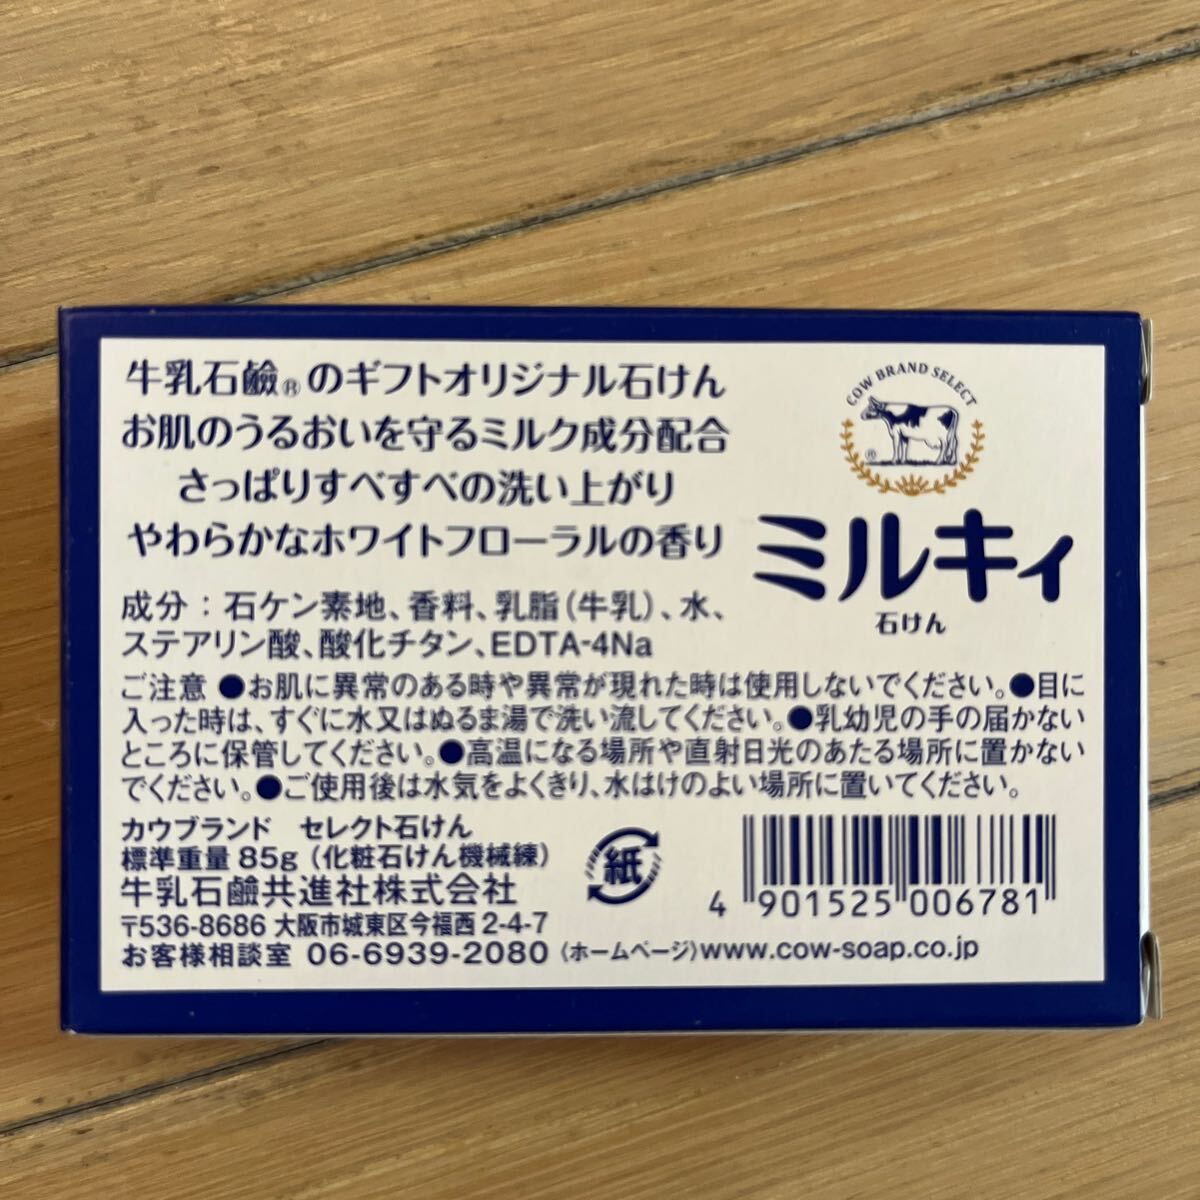 牛乳石鹼®のギフトオリジナル石けん
お肌のうるおいを守るミルク成分配合
さっぱりすべすべの洗い上がり
やわらかなホワイトフローラルの香り
COW BRAND SELECT
®
ミルキィ
石けん
成分：石ケン素地、香料、乳脂(牛乳)、水、
ステアリン酸、酸化チタン、EDTA-4Na
ご注意 ●お肌に異常のある時や異常が現れた時は使用しないでください。●目に
入った時は、すぐに水又はぬるま湯で洗い流してください。●乳幼児の手の届かない
ところに保管してください。●高温になる場所や直射日光のあたる場所に置かない
でください。●ご使用後は水気をよくきり、水はけのよい場所に置いてください。
カウブランド セレクト石けん
標準重量 85g (化粧石けん機械練)
牛乳石鹼共進社株式会社
〒536-8686 大阪市城東区今福西 2-4-7
お客様相談室 06-6939-2080 (ホームページ) www.cow-soap.co.jp
紙
4 901525 006781